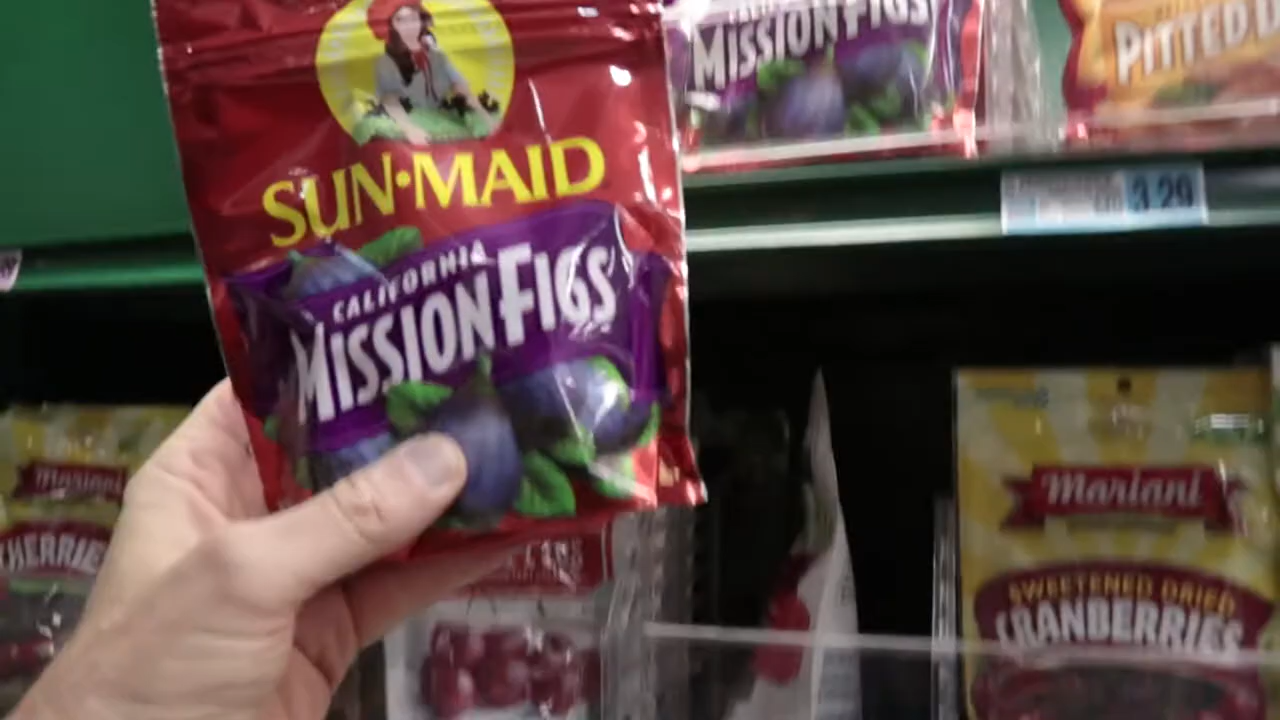 SUN-MAID
CALIFORNIA
MISSION FIGS
MISSION FIGS
PITTED
3.29
Mariani
CHERRIES
Mariani
SWEETENED DRIED
CRANBERRIES